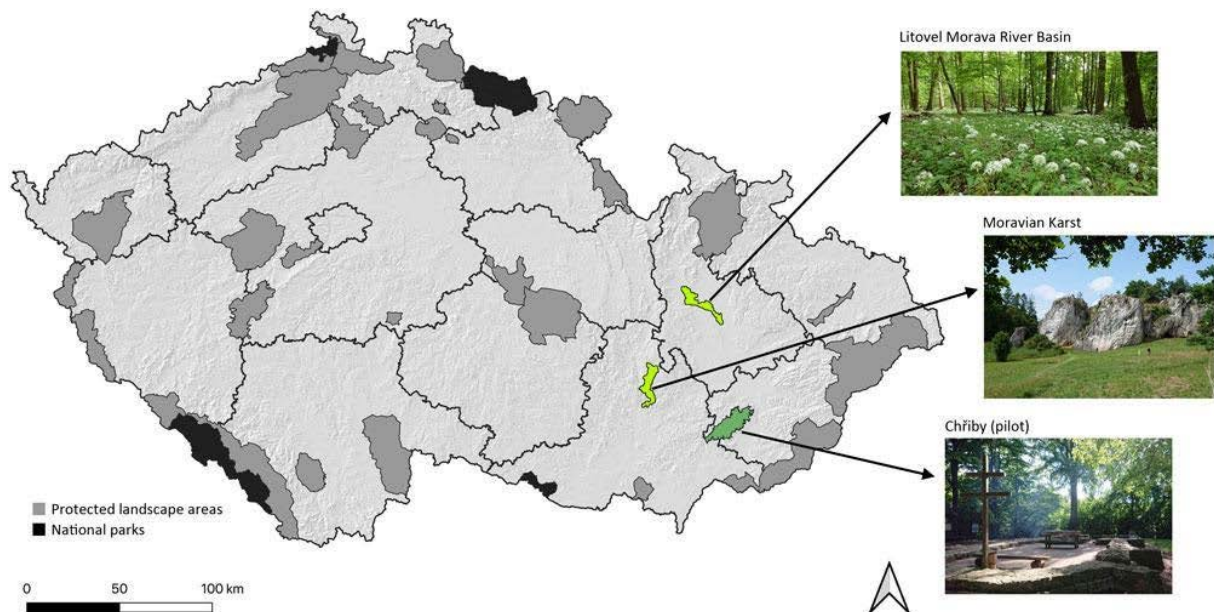 Litovel Morava River Basin
Moravian Karst
Chřiby (pilot)
Protected landscape areas
National parks
0 50 100 km